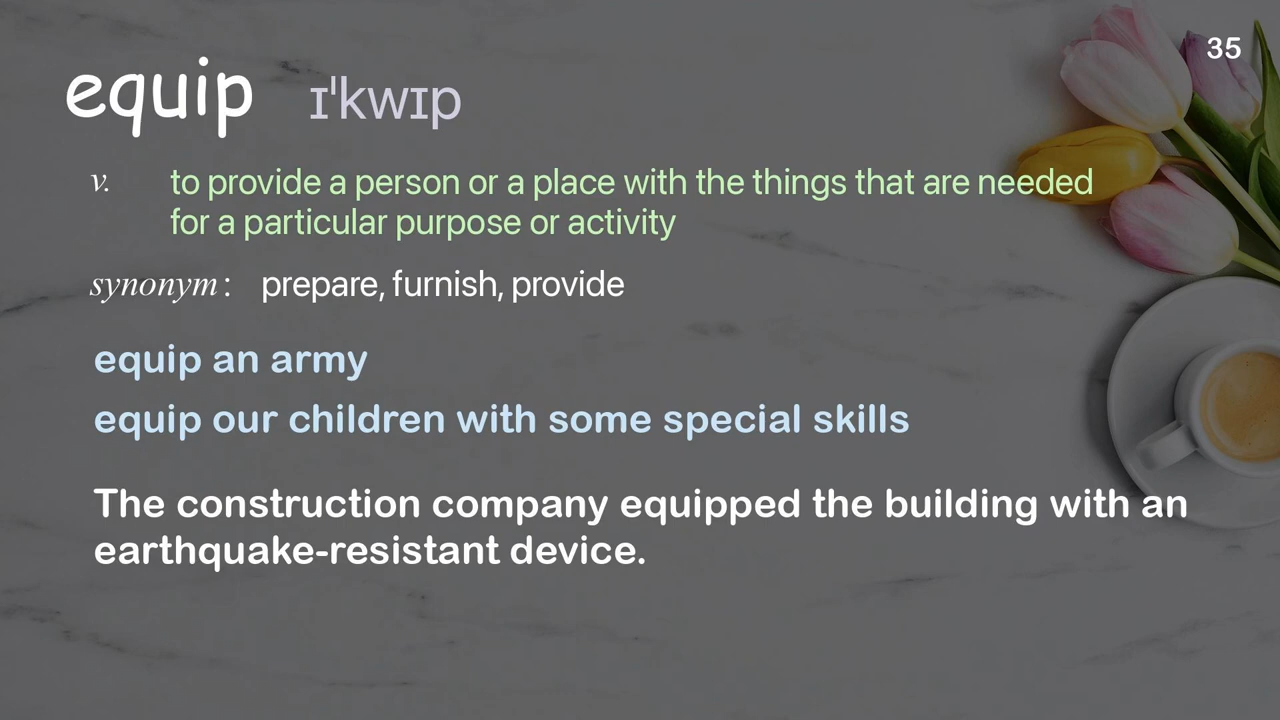 35
equip ɪˈkwɪp
v. to provide a person or a place with the things that are needed
for a particular purpose or activity
synonym : prepare, furnish, provide
equip an army
equip our children with some special skills
The construction company equipped the building with an
earthquake-resistant device.